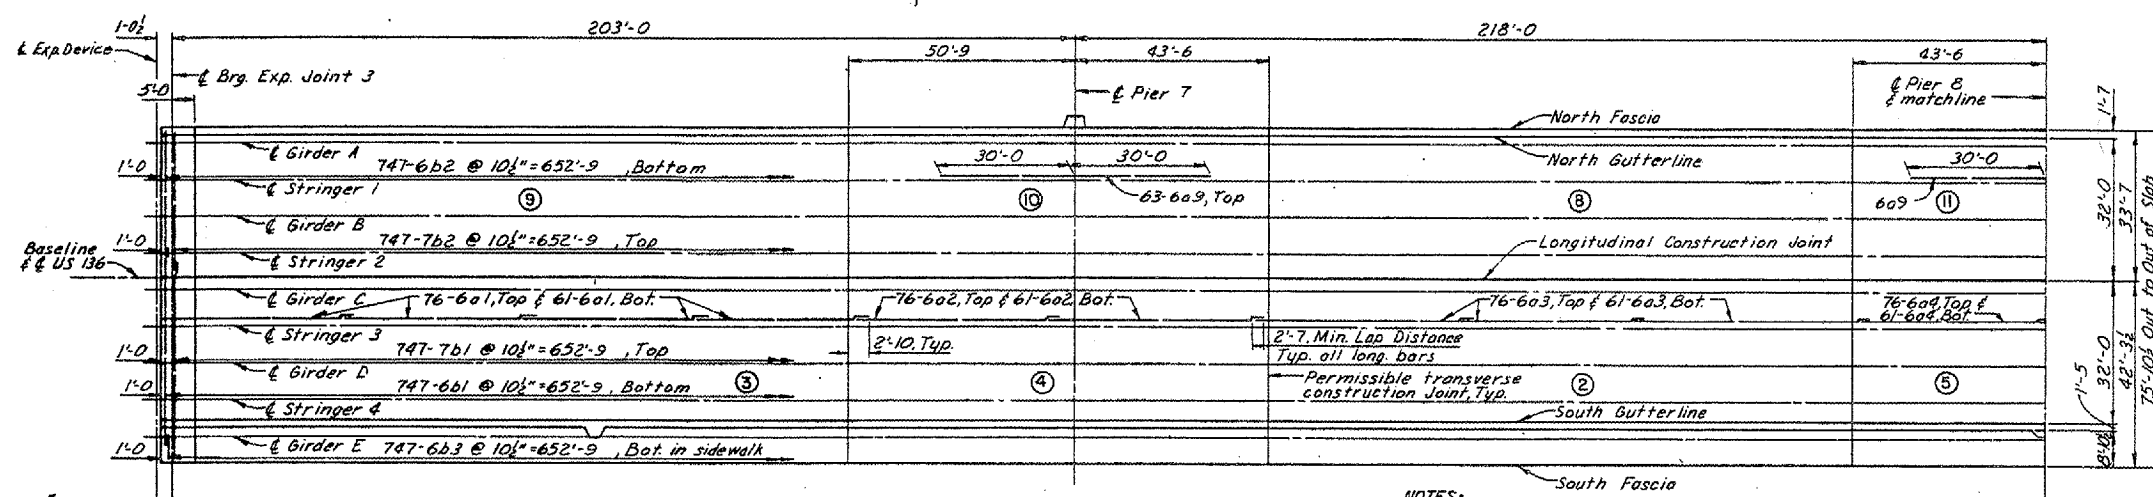 1'-0½
203'-0
218'-0
℄ Exp. Device
50'-9
43'-6
43'-6
℄ Brg. Exp. Joint 3
5'-0
℄ Pier 7
℄ Pier 8
& matchline
1'-7
North Fascia
℄ Girder A
1'-0
747-6b2 @ 10½"=652'-9 , Bottom
30'-0
30'-0
North Gutterline
30'-0
℄ Stringer 1
63-6a9, Top
6a9
⑨
⑩
⑧
⑪
℄ Girder B
32'-0
33'-7
1'-0
747-7b2 @ 10½"=652'-9 , Top
Longitudinal Construction Joint
Baseline
& ℄ US 136
℄ Stringer 2
℄ Girder C
76-6a1, Top & 61-6a1, Bot.
76-6a2, Top & 61-6a2, Bot.
76-6a3, Top & 61-6a3, Bot.
76-6a4, Top &
61-6a4, Bot.
℄ Stringer 3
2'-10, Typ.
2'-7, Min. Lap Distance
Typ. all long. bars
1'-0
747-7b1 @ 10½"=652'-9 , Top
℄ Girder D
③
④
②
⑤
Permissible transverse
construction joint, Typ.
1'-0
747-6b1 @ 10½"=652'-9 , Bottom
℄ Stringer 4
South Gutterline
1'-5
32'-0
42'-3½
75'-10½ Out to Out of Slab
8'-10½
1'-0
℄ Girder E
747-6b3 @ 10½"=652'-9 , Bot. in sidewalk
South Fascia
NOTES: